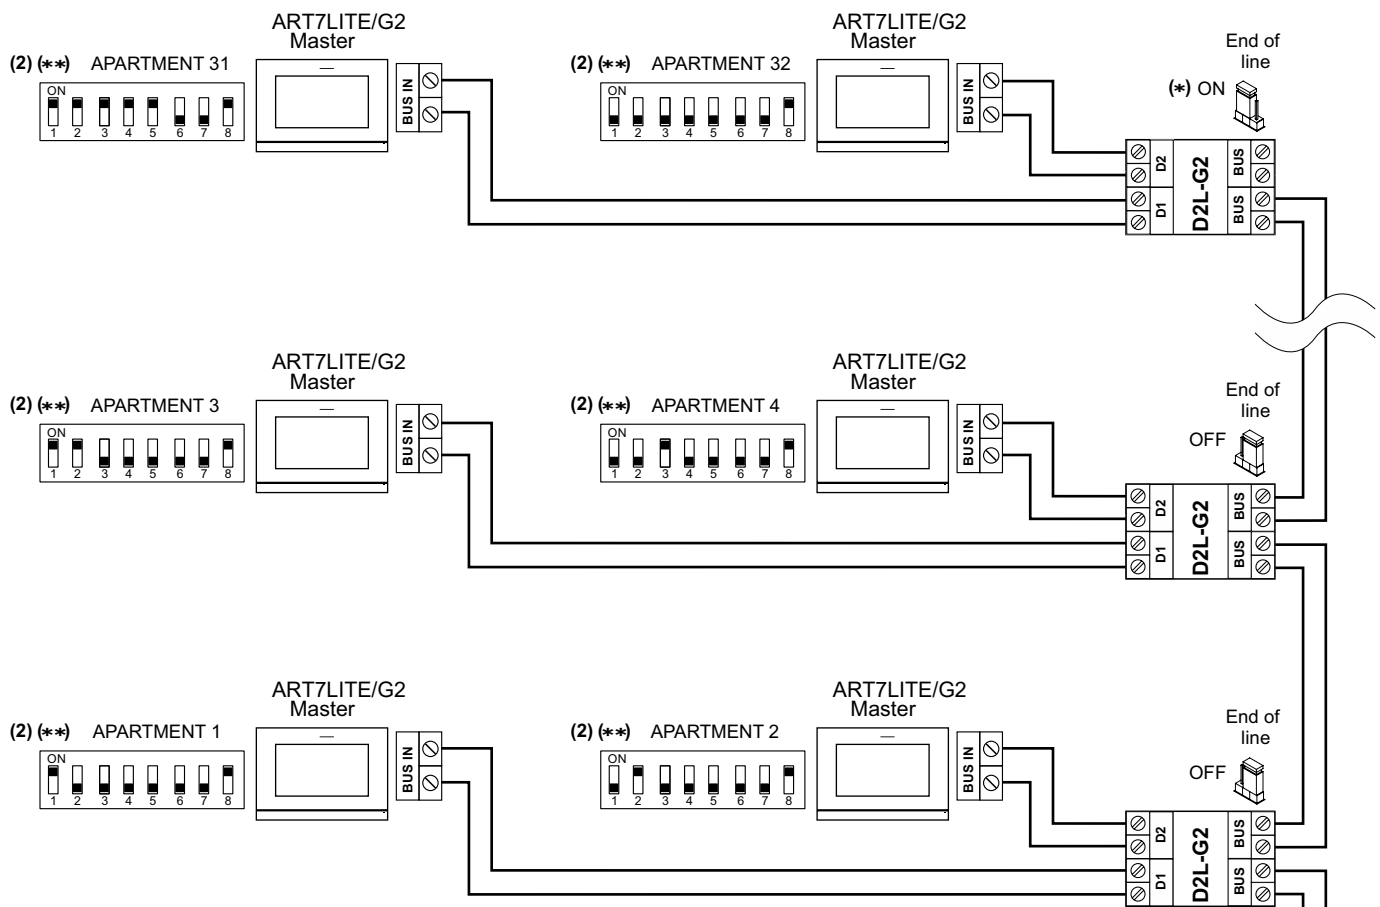 ART7LITE/G2
Master
(2) (**) APARTMENT 31
ON
1 2 3 4 5 6 7 8
BUS IN
ART7LITE/G2
Master
(2) (**) APARTMENT 32
ON
1 2 3 4 5 6 7 8
BUS IN
End of
line
(*) ON
D2
D1
D2L-G2
BUS
BUS
ART7LITE/G2
Master
(2) (**) APARTMENT 3
ON
1 2 3 4 5 6 7 8
BUS IN
ART7LITE/G2
Master
(2) (**) APARTMENT 4
ON
1 2 3 4 5 6 7 8
BUS IN
End of
line
OFF
D2
D1
D2L-G2
BUS
BUS
ART7LITE/G2
Master
(2) (**) APARTMENT 1
ON
1 2 3 4 5 6 7 8
BUS IN
ART7LITE/G2
Master
(2) (**) APARTMENT 2
ON
1 2 3 4 5 6 7 8
BUS IN
End of
line
OFF
D2
D1
D2L-G2
BUS
BUS